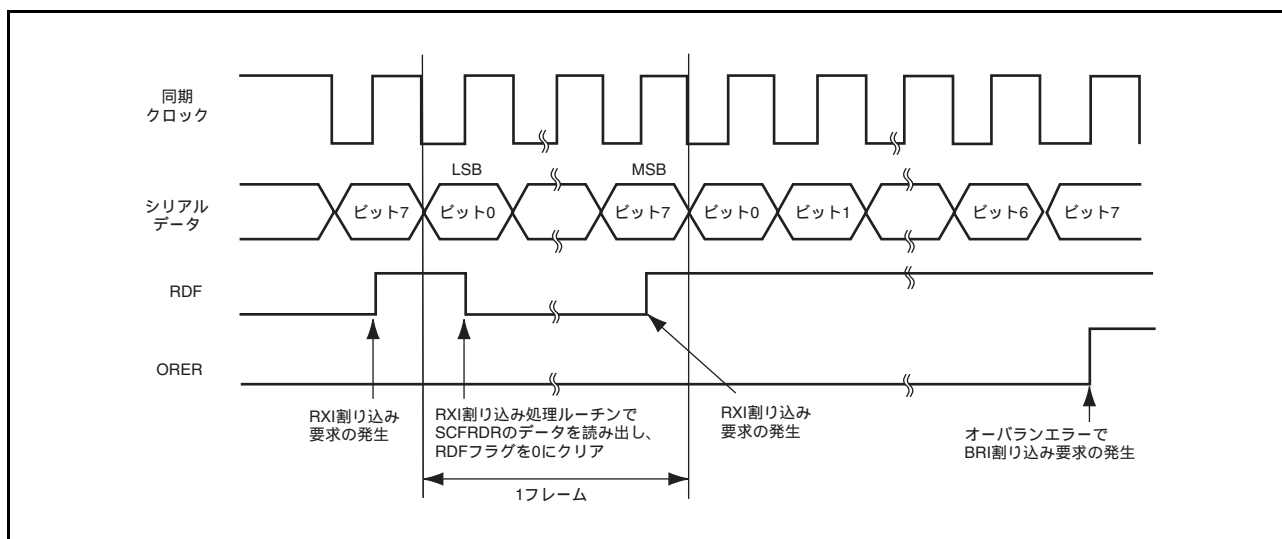 同期
クロック
LSB
MSB
シリアル
データ
ビット7
ビット0
ビット7
ビット0
ビット1
ビット6
ビット7
RDF
ORER
RXI割り込み
要求の発生
RXI割り込み処理ルーチンで
SCFRDRのデータを読み出し、
RDFフラグを0にクリア
RXI割り込み
要求の発生
オーバランエラーで
BRI割り込み要求の発生
1フレーム